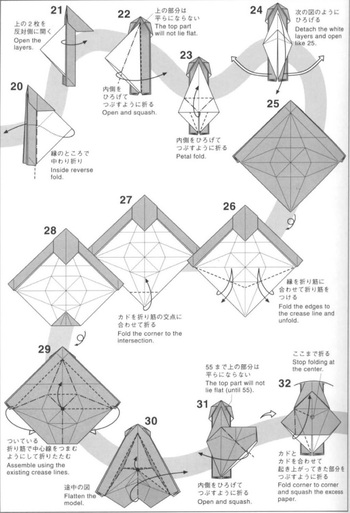 21
上の2枚を
反対側に開く
Open the
layers.
22
上の部分は
平らにならない
The top part
will not lie flat.
内側を
ひろげて
つぶすように折る
Open and squash.
23
内側をひろげて
つぶすように折る
Petal fold.
24
次の図のように
ひろげる
Detach the white
layers and open
like 25.
20
縁のところで
中わり折り
Inside reverse
fold.
25
26
縁を折り筋に
合わせて折り筋を
つける
Fold the edges to
the crease line and
unfold.
27
カドを折り筋の交点に
合わせて折る
Fold the corner to the
intersection.
28
29
ついている
折り筋で中心線をつまむ
ようにして折りたたむ
Assemble using the
existing crease lines.
30
途中の図
Flatten the
model.
31
55まで上の部分は
平らにならない
The top part will not
lie flat (until 55).
内側をひろげて
つぶすように折る
Open and squash.
32
ここまで折る
Stop folding at
the center.
カドと
カドを合わせて
起き上がってきた部分を
つぶすように折る
Fold corner to corner
and squash the excess
paper.